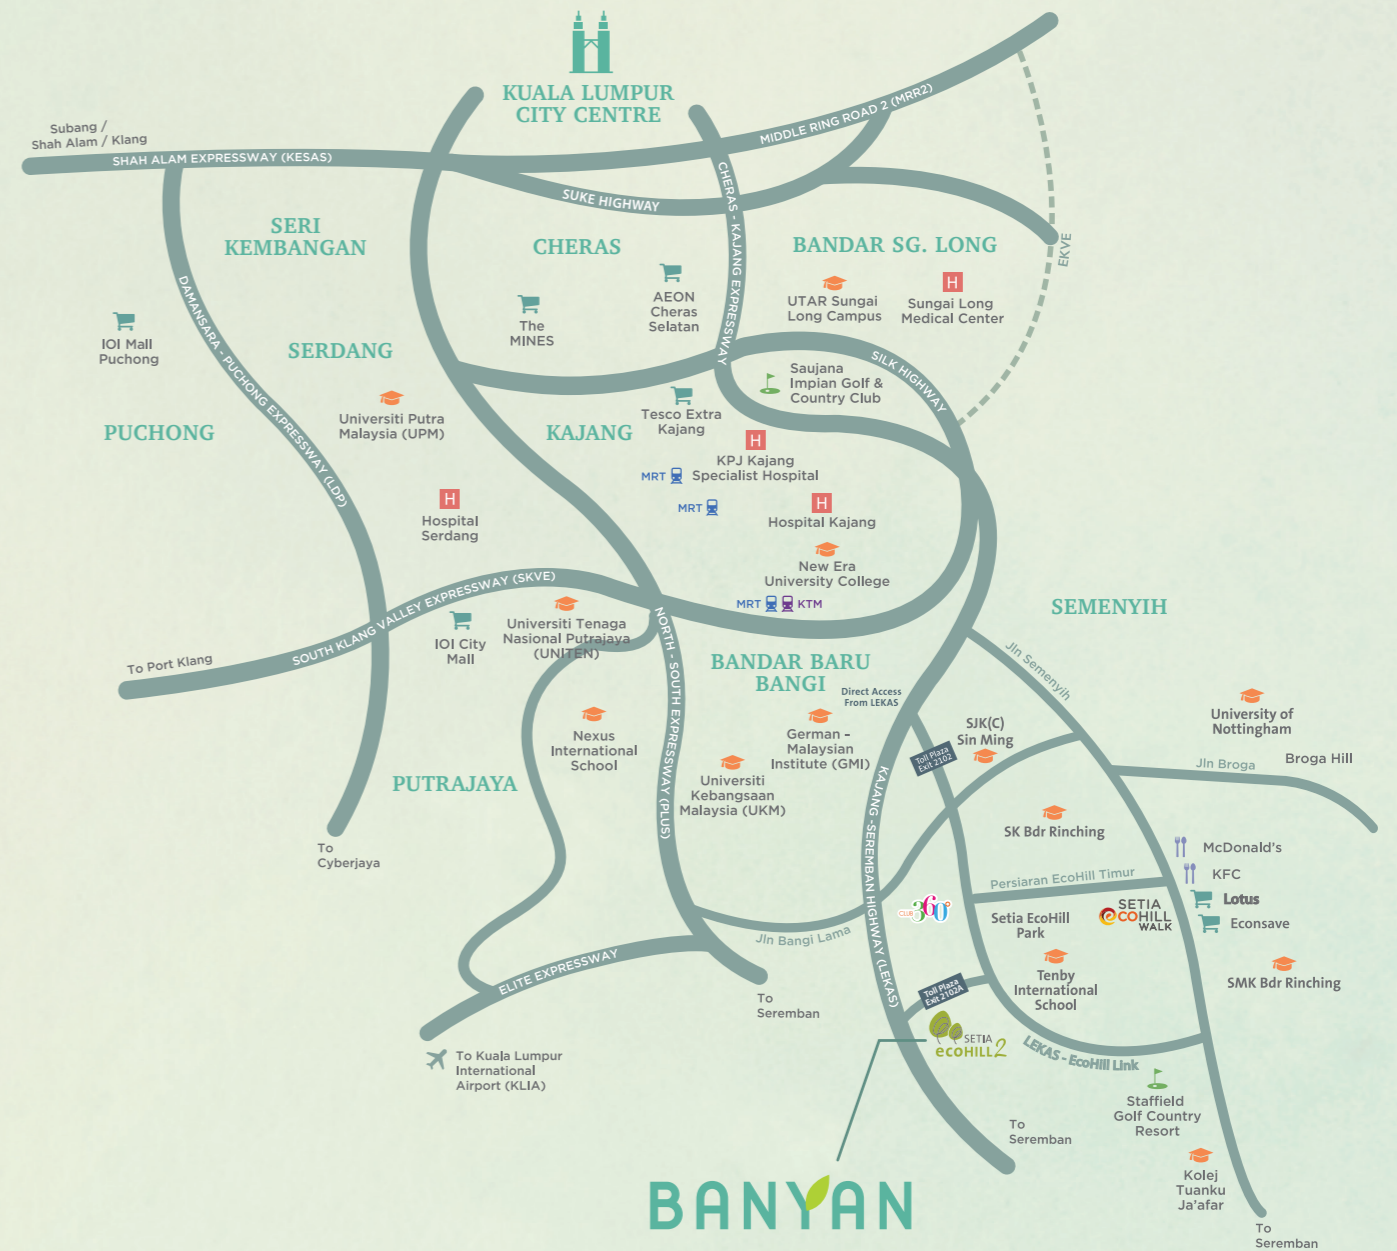 KUALA LUMPUR
CITY CENTRE
Subang /
Shah Alam / Klang
SHAH ALAM EXPRESSWAY (KESAS)
MIDDLE RING ROAD 2 (MRR2)
SUKE HIGHWAY
CHERAS - KAJANG EXPRESSWAY
EKVE
SERI
KEMBANGAN
CHERAS
BANDAR SG. LONG
AEON
Cheras
Selatan
UTAR Sungai
Long Campus
H
Sungai Long
Medical Center
The
MINES
IOI Mall
Puchong
DAMANSARA - PUCHONG EXPRESSWAY (LDP)
SERDANG
SILK HIGHWAY
Saujana
Impian Golf &
Country Club
Universiti Putra
Malaysia (UPM)
Tesco Extra
Kajang
PUCHONG
KAJANG
H
KPJ Kajang
Specialist Hospital
MRT
MRT
H
Hospital
Serdang
H
Hospital Kajang
New Era
University College
MRT
KTM
SEMENYIH
SOUTH KLANG VALLEY EXPRESSWAY (SKVE)
To Port Klang
IOI City
Mall
Universiti Tenaga
Nasional Putrajaya
(UNITEN)
NORTH - SOUTH EXPRESSWAY (PLUS)
BANDAR BARU
BANGI
Direct Access
From LEKAS
Jln Semenyih
University of
Nottingham
Nexus
International
School
German -
Malaysian
Institute (GMI)
SJK(C)
Sin Ming
Toll Plaza
Exit 2102
Jln Broga
Broga Hill
PUTRAJAYA
Universiti
Kebangsaan
Malaysia (UKM)
KAJANG -SEREMBAN HIGHWAY (LEKAS)
SK Bdr Rinching
To
Cyberjaya
McDonald's
KFC
Persiaran EcoHill Timur
Lotus
Econsave
CLUB 360°
Setia EcoHill
Park
SETIA
ECOHILL
WALK
Jln Bangi Lama
ELITE EXPRESSWAY
Tenby
International
School
SMK Bdr Rinching
Toll Plaza
Exit 2102A
To
Seremban
SETIA
ecoHILL 2
LEKAS - EcoHill Link
To Kuala Lumpur
International
Airport (KLIA)
Staffield
Golf Country
Resort
To
Seremban
Kolej
Tuanku
Ja'afar
BANYAN
To
Seremban